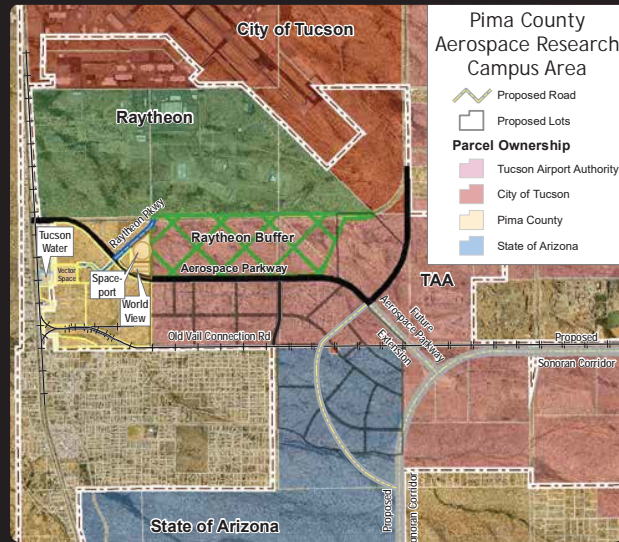 City of Tucson
Pima County
Aerospace Research
Campus Area
Proposed Road
Proposed Lots
Parcel Ownership
Tucson Airport Authority
City of Tucson
Pima County
State of Arizona
Raytheon
Raytheon Pkwy
Raytheon Buffer
Tucson
Water
Vector
Space
Space-
port
World
View
Aerospace Parkway
TAA
Future
Aerospace Parkway
Extension
Old Vail Connection Rd
Proposed
Sonoran Corridor
Proposed
Sonoran Corridor
State of Arizona